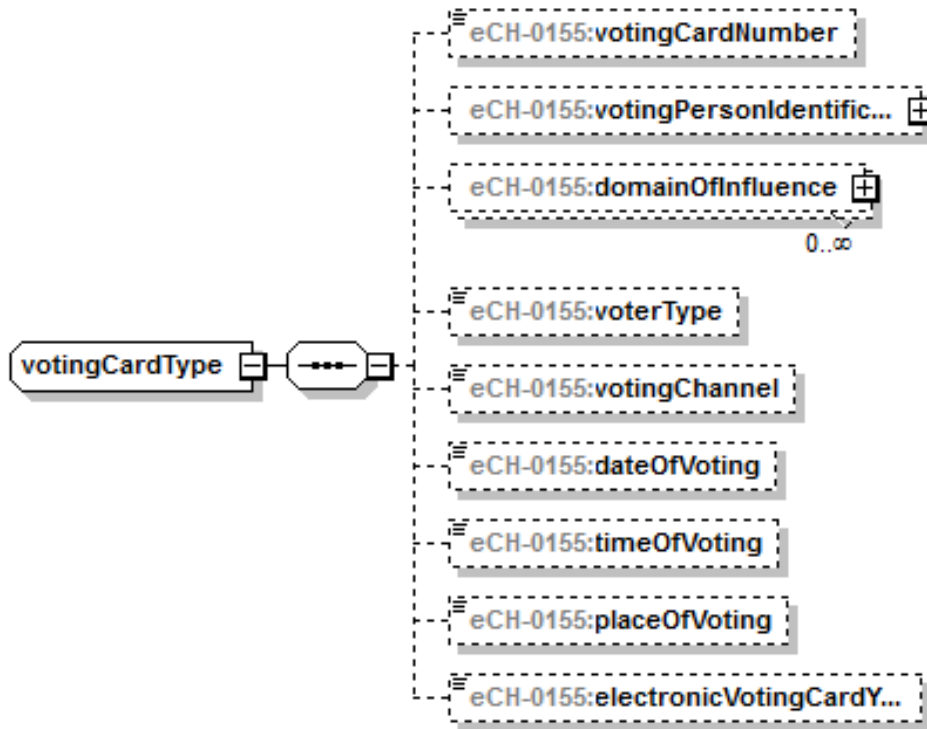 eCH-0155:votingCardNumber
eCH-0155:votingPersonIdentific...
eCH-0155:domainOfInfluence
0..∞
eCH-0155:voterType
votingCardType
eCH-0155:votingChannel
eCH-0155:dateOfVoting
eCH-0155:timeOfVoting
eCH-0155:placeOfVoting
eCH-0155:electronicVotingCardY...